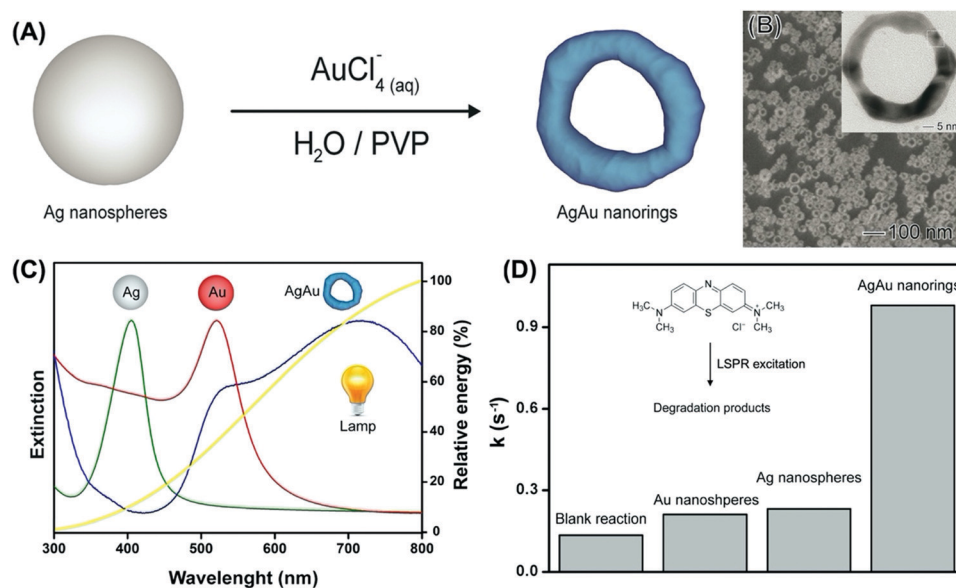 (A)
AuCl₄⁻ (aq)
H₂O / PVP
Ag nanospheres
AgAu nanorings
(B)
5 nm
100 nm
(C)
Ag
Au
AgAu
Lamp
Extinction
100
80
60
40
20
0
Relative energy (%)
300 400 500 600 700 800
Wavelenght (nm)
(D)
AgAu nanorings
N
H₃C
N
S
N⁺
CH₃
CH₃
Cl⁻
CH₃
LSPR excitation
Degradation products
k (s⁻¹)
0.9
0.6
0.3
0.0
Blank reaction
Au nanoshperes
Ag nanospheres